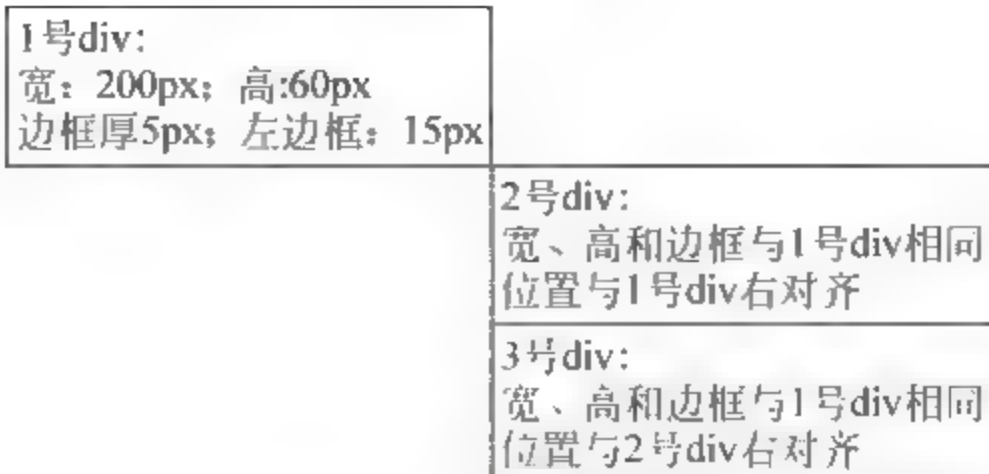 1号div:
宽：200px；高:60px
边框厚5px；左边框：15px
2号div:
宽、高和边框与1号div相同
位置与1号div右对齐
3号div:
宽、高和边框与1号div相同
位置与2号div右对齐